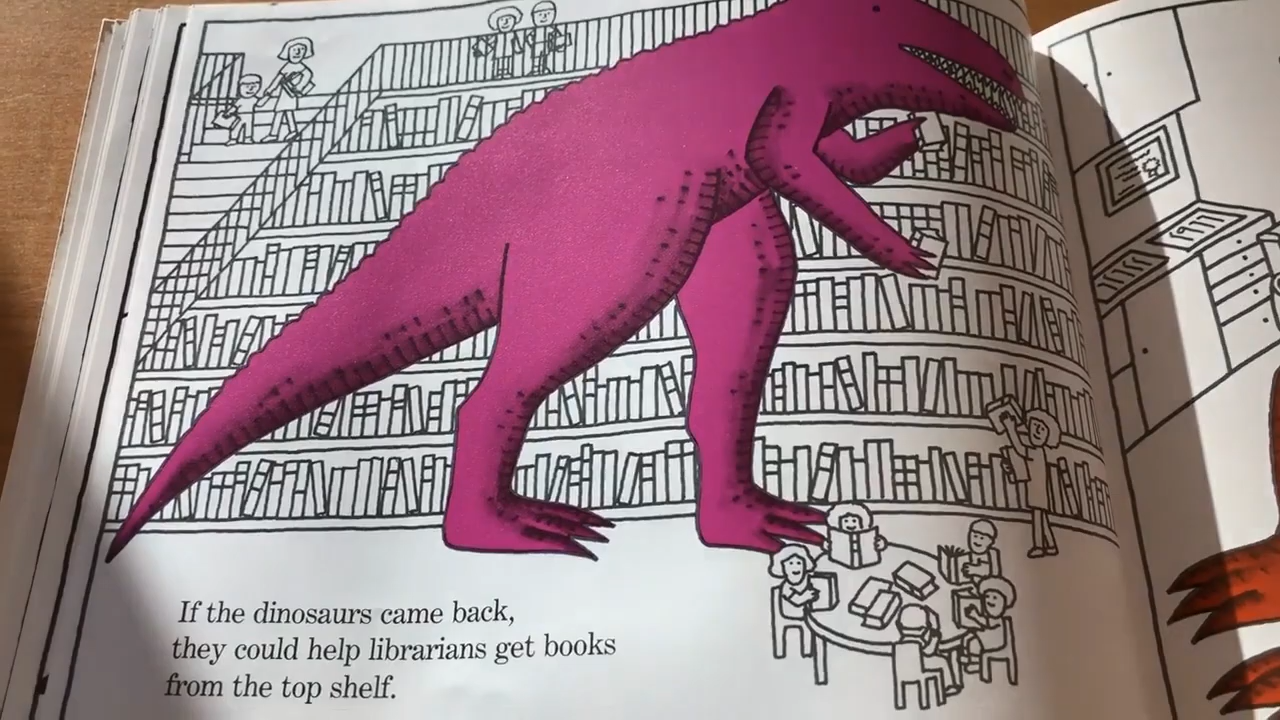 If the dinosaurs came back,
they could help librarians get books
from the top shelf.